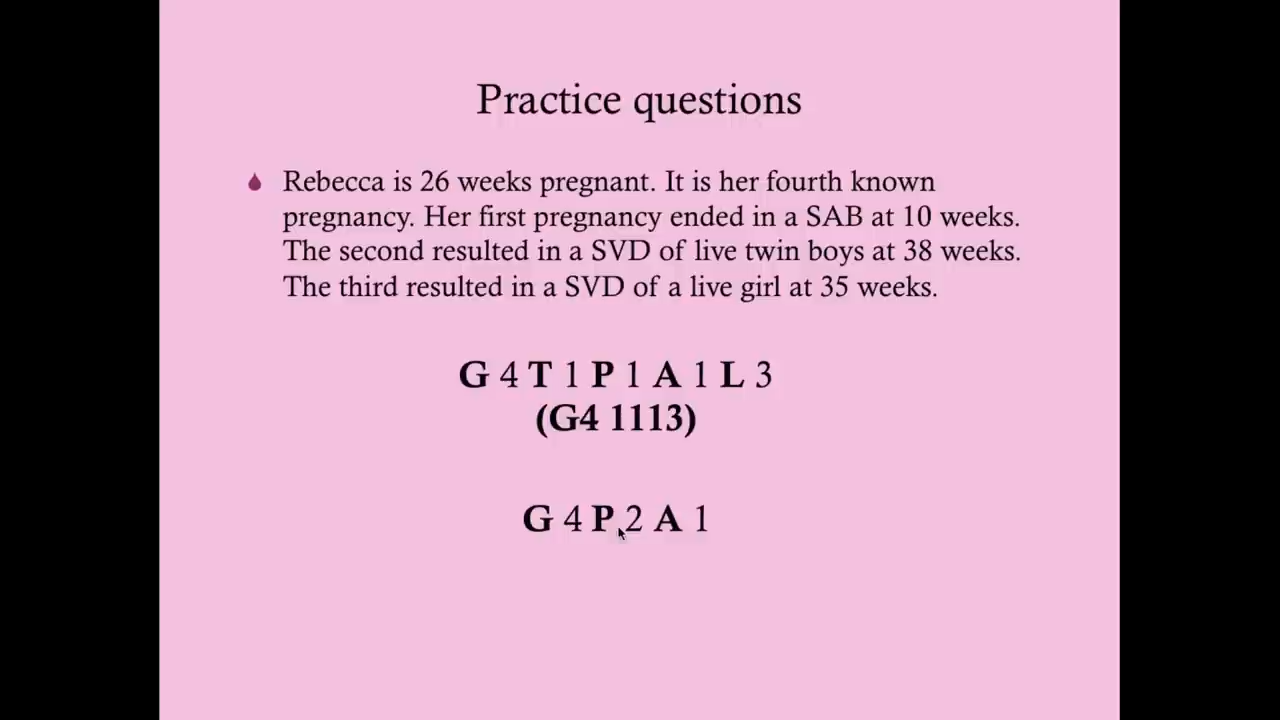 Practice questions
Rebecca is 26 weeks pregnant. It is her fourth known
pregnancy. Her first pregnancy ended in a SAB at 10 weeks.
The second resulted in a SVD of live twin boys at 38 weeks.
The third resulted in a SVD of a live girl at 35 weeks.
G 4 T 1 P 1 A 1 L 3
(G4 1113)
G 4 P 2 A 1